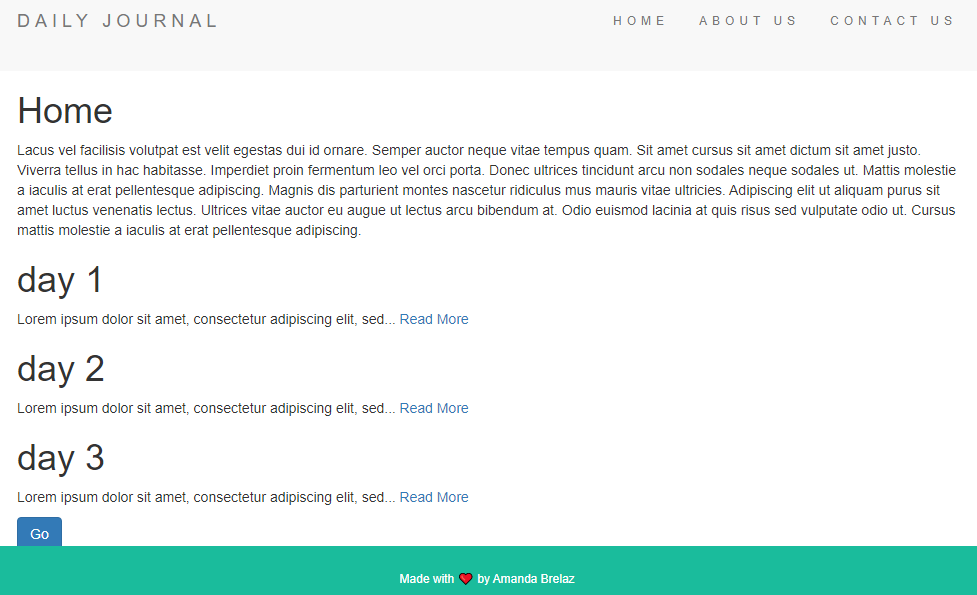 DAILY JOURNAL
HOME ABOUT US CONTACT US
Home
Lacus vel facilisis volutpat est velit egestas dui id ornare. Semper auctor neque vitae tempus quam. Sit amet cursus sit amet dictum sit amet justo.
Viverra tellus in hac habitasse. Imperdiet proin fermentum leo vel orci porta. Donec ultrices tincidunt arcu non sodales neque sodales ut. Mattis molestie
a iaculis at erat pellentesque adipiscing. Magnis dis parturient montes nascetur ridiculus mus mauris vitae ultricies. Adipiscing elit ut aliquam purus sit
amet luctus venenatis lectus. Ultrices vitae auctor eu augue ut lectus arcu bibendum at. Odio euismod lacinia at quis risus sed vulputate odio ut. Cursus
mattis molestie a iaculis at erat pellentesque adipiscing.
day 1
Lorem ipsum dolor sit amet, consectetur adipiscing elit, sed... Read More
day 2
Lorem ipsum dolor sit amet, consectetur adipiscing elit, sed... Read More
day 3
Lorem ipsum dolor sit amet, consectetur adipiscing elit, sed... Read More
Go
Made with ❤ by Amanda Brelaz